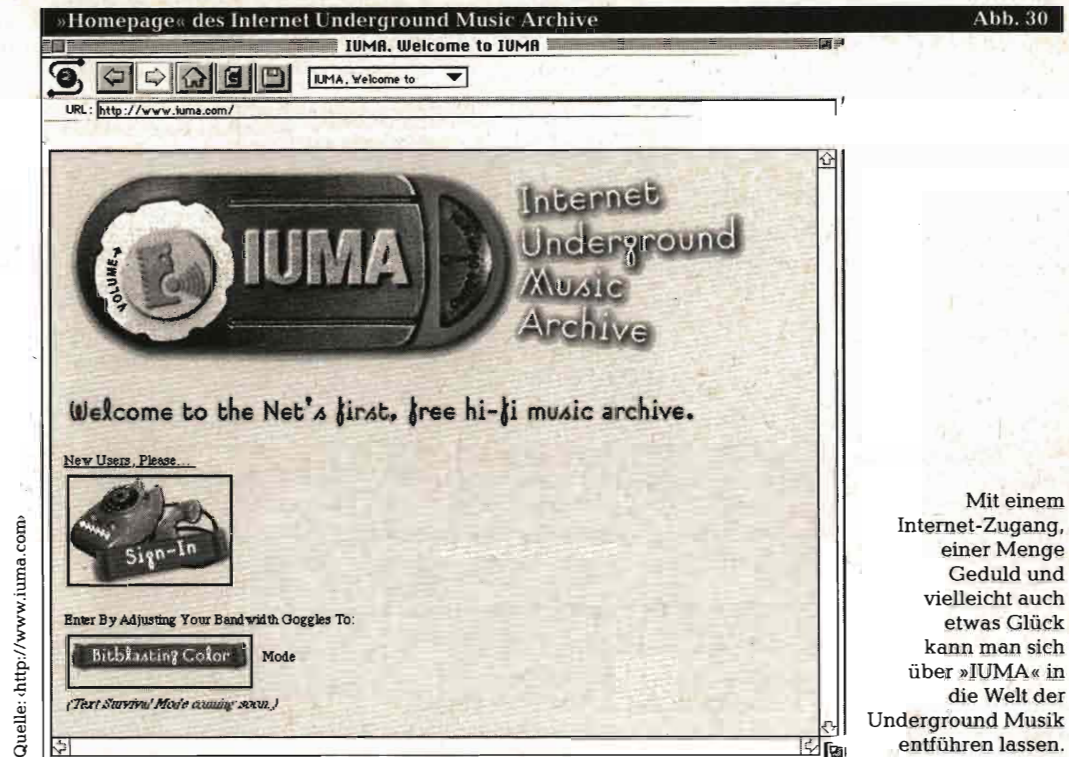 »Homepage« des Internet Underground Music Archive Abb. 30
IUMA. Welcome to IUMA
IUMA, Welcome to
URL: http://www.iuma.com/
VOLUME
IUMA
Internet
Underground
Music
Archive
Welcome to the Net's first, free hi-fi music archive.
New Users, Please...
Sign-In
Enter By Adjusting Your Bandwidth Goggles To:
Bitblasting Color Mode
(Text Survival Mode coming soon.)
Quelle: ‹http://www.iuma.com›
Mit einem
Internet-Zugang,
einer Menge
Geduld und
vielleicht auch
etwas Glück
kann man sich
über »IUMA« in
die Welt der
Underground Musik
entführen lassen.